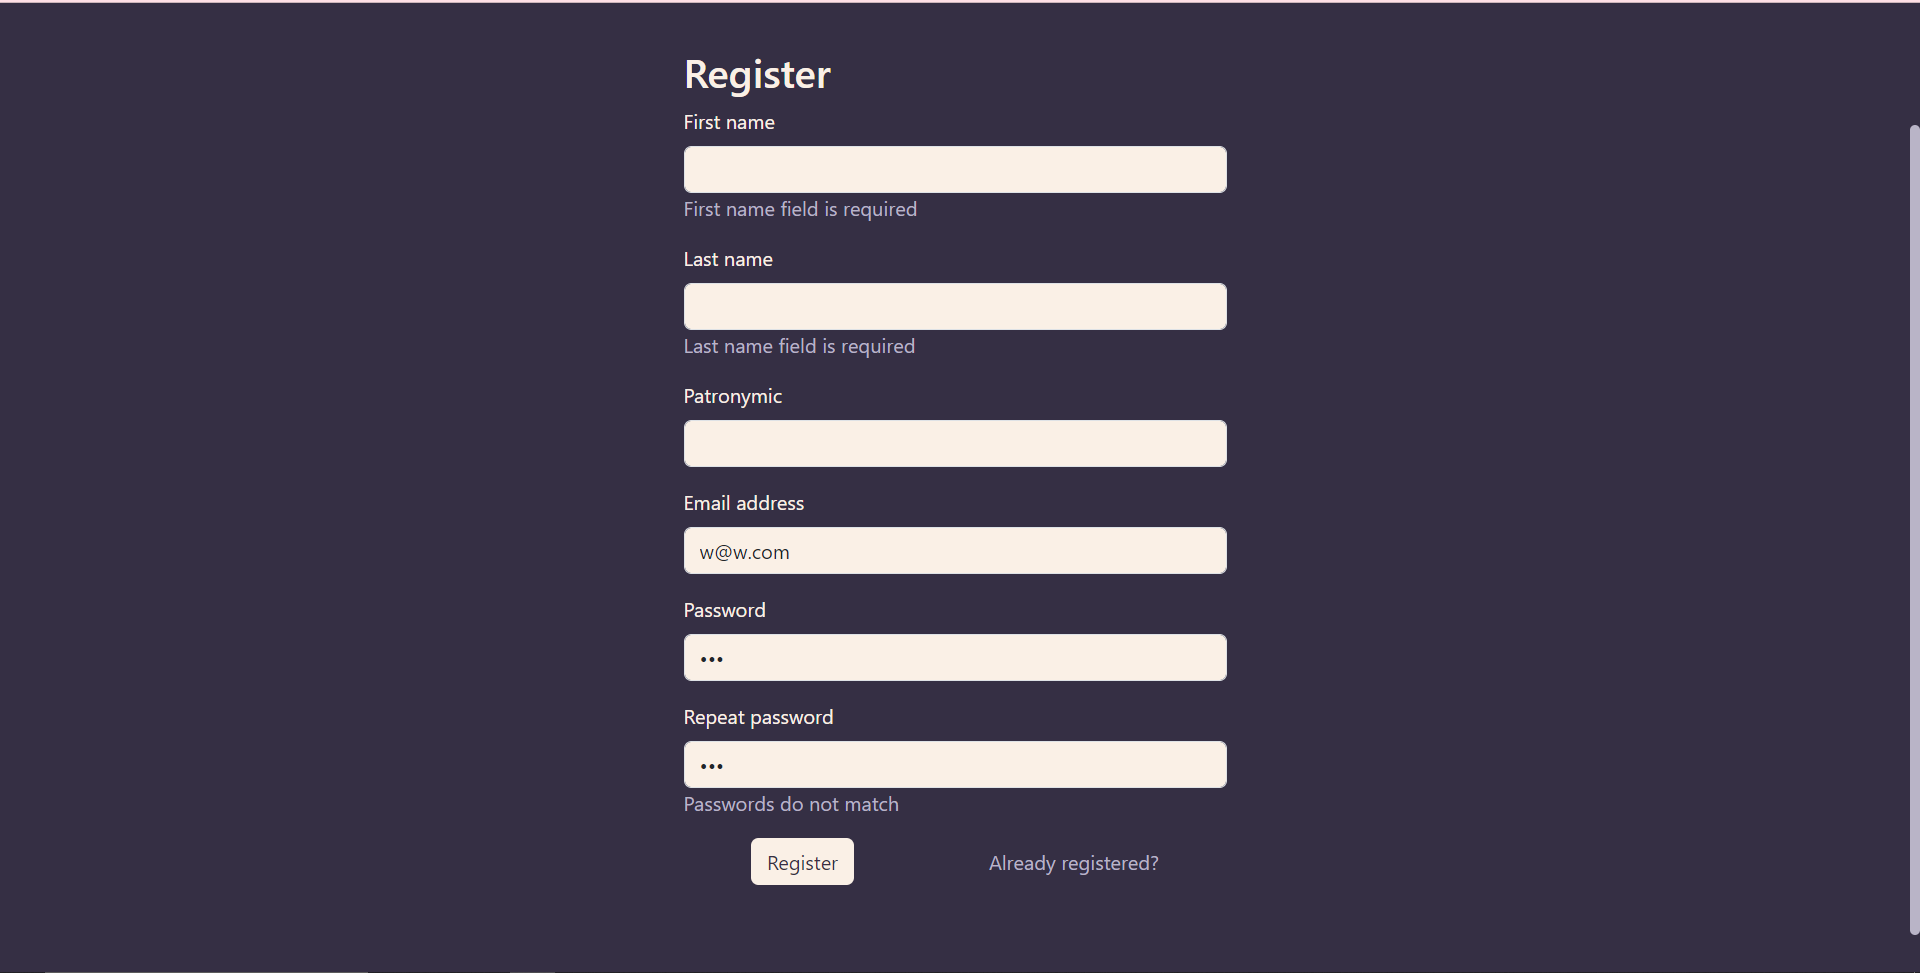 Register
First name
First name field is required
Last name
Last name field is required
Patronymic
Email address
w@w.com
Password
•••
Repeat password
•••
Passwords do not match
Register
Already registered?